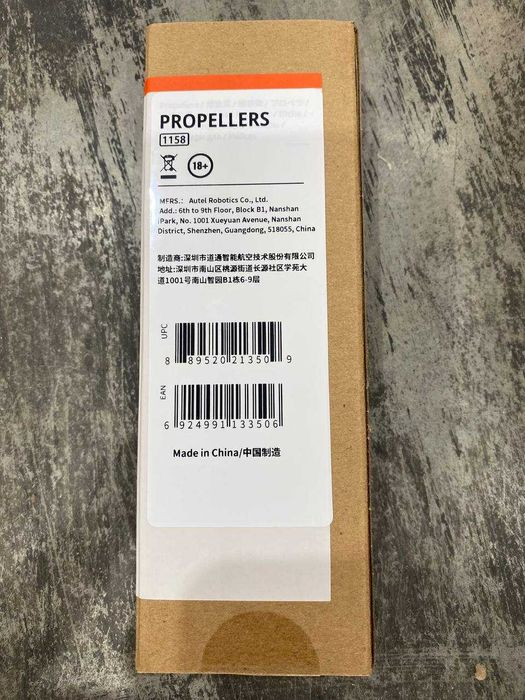 PROPELLERS
1158
18+
MFRS.: Autel Robotics Co., Ltd.
Add.: 6th to 9th Floor, Block B1, Nanshan
iPark, No. 1001 Xueyuan Avenue, Nanshan
District, Shenzhen, Guangdong, 518055, China
制造商:深圳市道通智能航空技术股份有限公司
地址:深圳市南山区桃源街道长源社区学苑大
道1001号南山智园B1栋6-9层
UPC
8 89520 21350 9
EAN
6 924991 133506
Made in China/中国制造